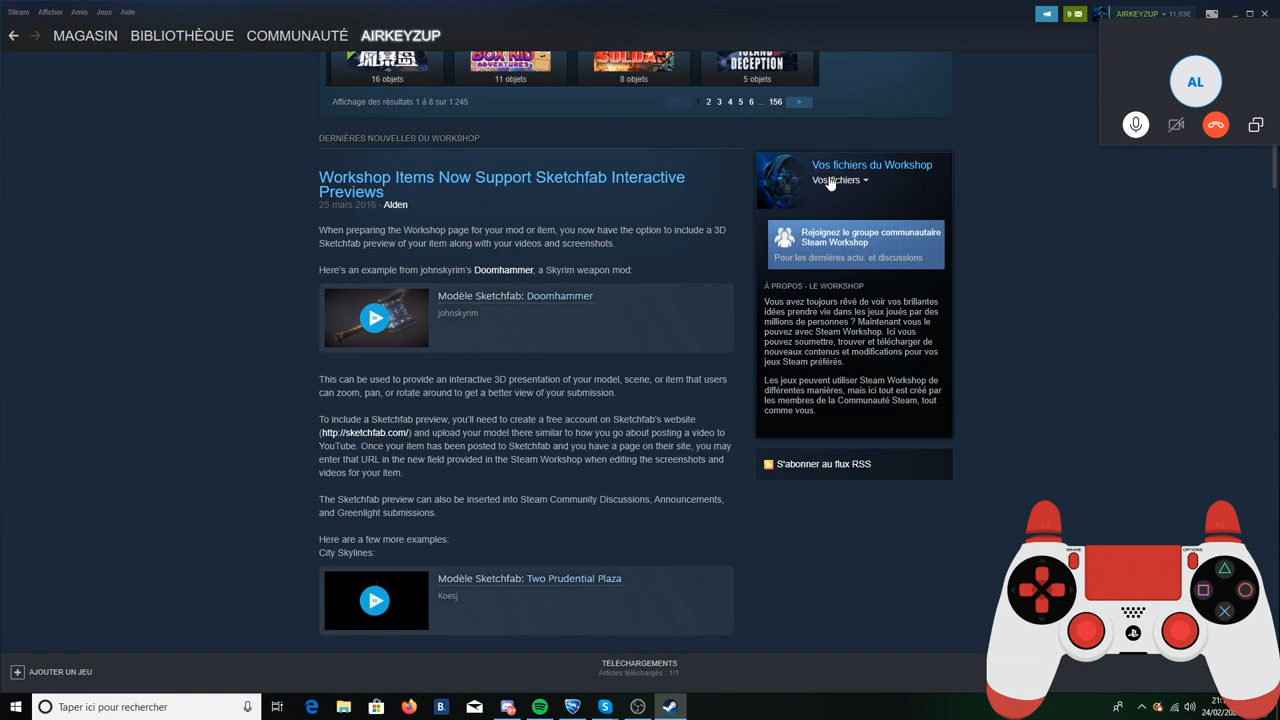 Steam Afficher Amis Jeux Aide
9 AIRKEYZUP 11,03€
MAGASIN BIBLIOTHÈQUE COMMUNAUTÉ AIRKEYZUP
AL
BOX KID
ADVENTURES
DECEPTION
16 objets 11 objets 8 objets 5 objets
Affichage des résultats 1 à 8 sur 1 245
1 2 3 4 5 6 ... 156 >
DERNIÈRES NOUVELLES DU WORKSHOP
Workshop Items Now Support Sketchfab Interactive
Previews
25 mars 2016 - Alden
When preparing the Workshop page for your mod or item, you now have the option to include a 3D
Sketchfab preview of your item along with your videos and screenshots.
Here's an example from johnskyrim's Doomhammer, a Skyrim weapon mod:
Modèle Sketchfab: Doomhammer
johnskyrim
This can be used to provide an interactive 3D presentation of your model, scene, or item that users
can zoom, pan, or rotate around to get a better view of your submission.
To include a Sketchfab preview, you'll need to create a free account on Sketchfab's website
(http://sketchfab.com/) and upload your model there similar to how you go about posting a video to
YouTube. Once your item has been posted to Sketchfab and you have a page on their site, you may
enter that URL in the new field provided in the Steam Workshop when editing the screenshots and
videos for your item.
The Sketchfab preview can also be inserted into Steam Community Discussions, Announcements,
and Greenlight submissions.
Here are a few more examples:
City Skylines:
Modèle Sketchfab: Two Prudential Plaza
Koesj
Vos fichiers du Workshop
Vos fichiers
Rejoignez le groupe communautaire
Steam Workshop
Pour les dernières actu. et discussions
À PROPOS - LE WORKSHOP
Vous avez toujours rêvé de voir vos brillantes
idées prendre vie dans les jeux joués par des
millions de personnes ? Maintenant vous le
pouvez avec Steam Workshop. Ici vous
pouvez soumettre, trouver et télécharger de
nouveaux contenus et modifications pour vos
jeux Steam préférés.
Les jeux peuvent utiliser Steam Workshop de
différentes manières, mais ici tout est créé par
les membres de la Communauté Steam, tout
comme vous.
S'abonner au flux RSS
SHARE OPTIONS
+ AJOUTER UN JEU
TÉLÉCHARGEMENTS
Articles téléchargés : 1/1
Taper ici pour rechercher
24/02/